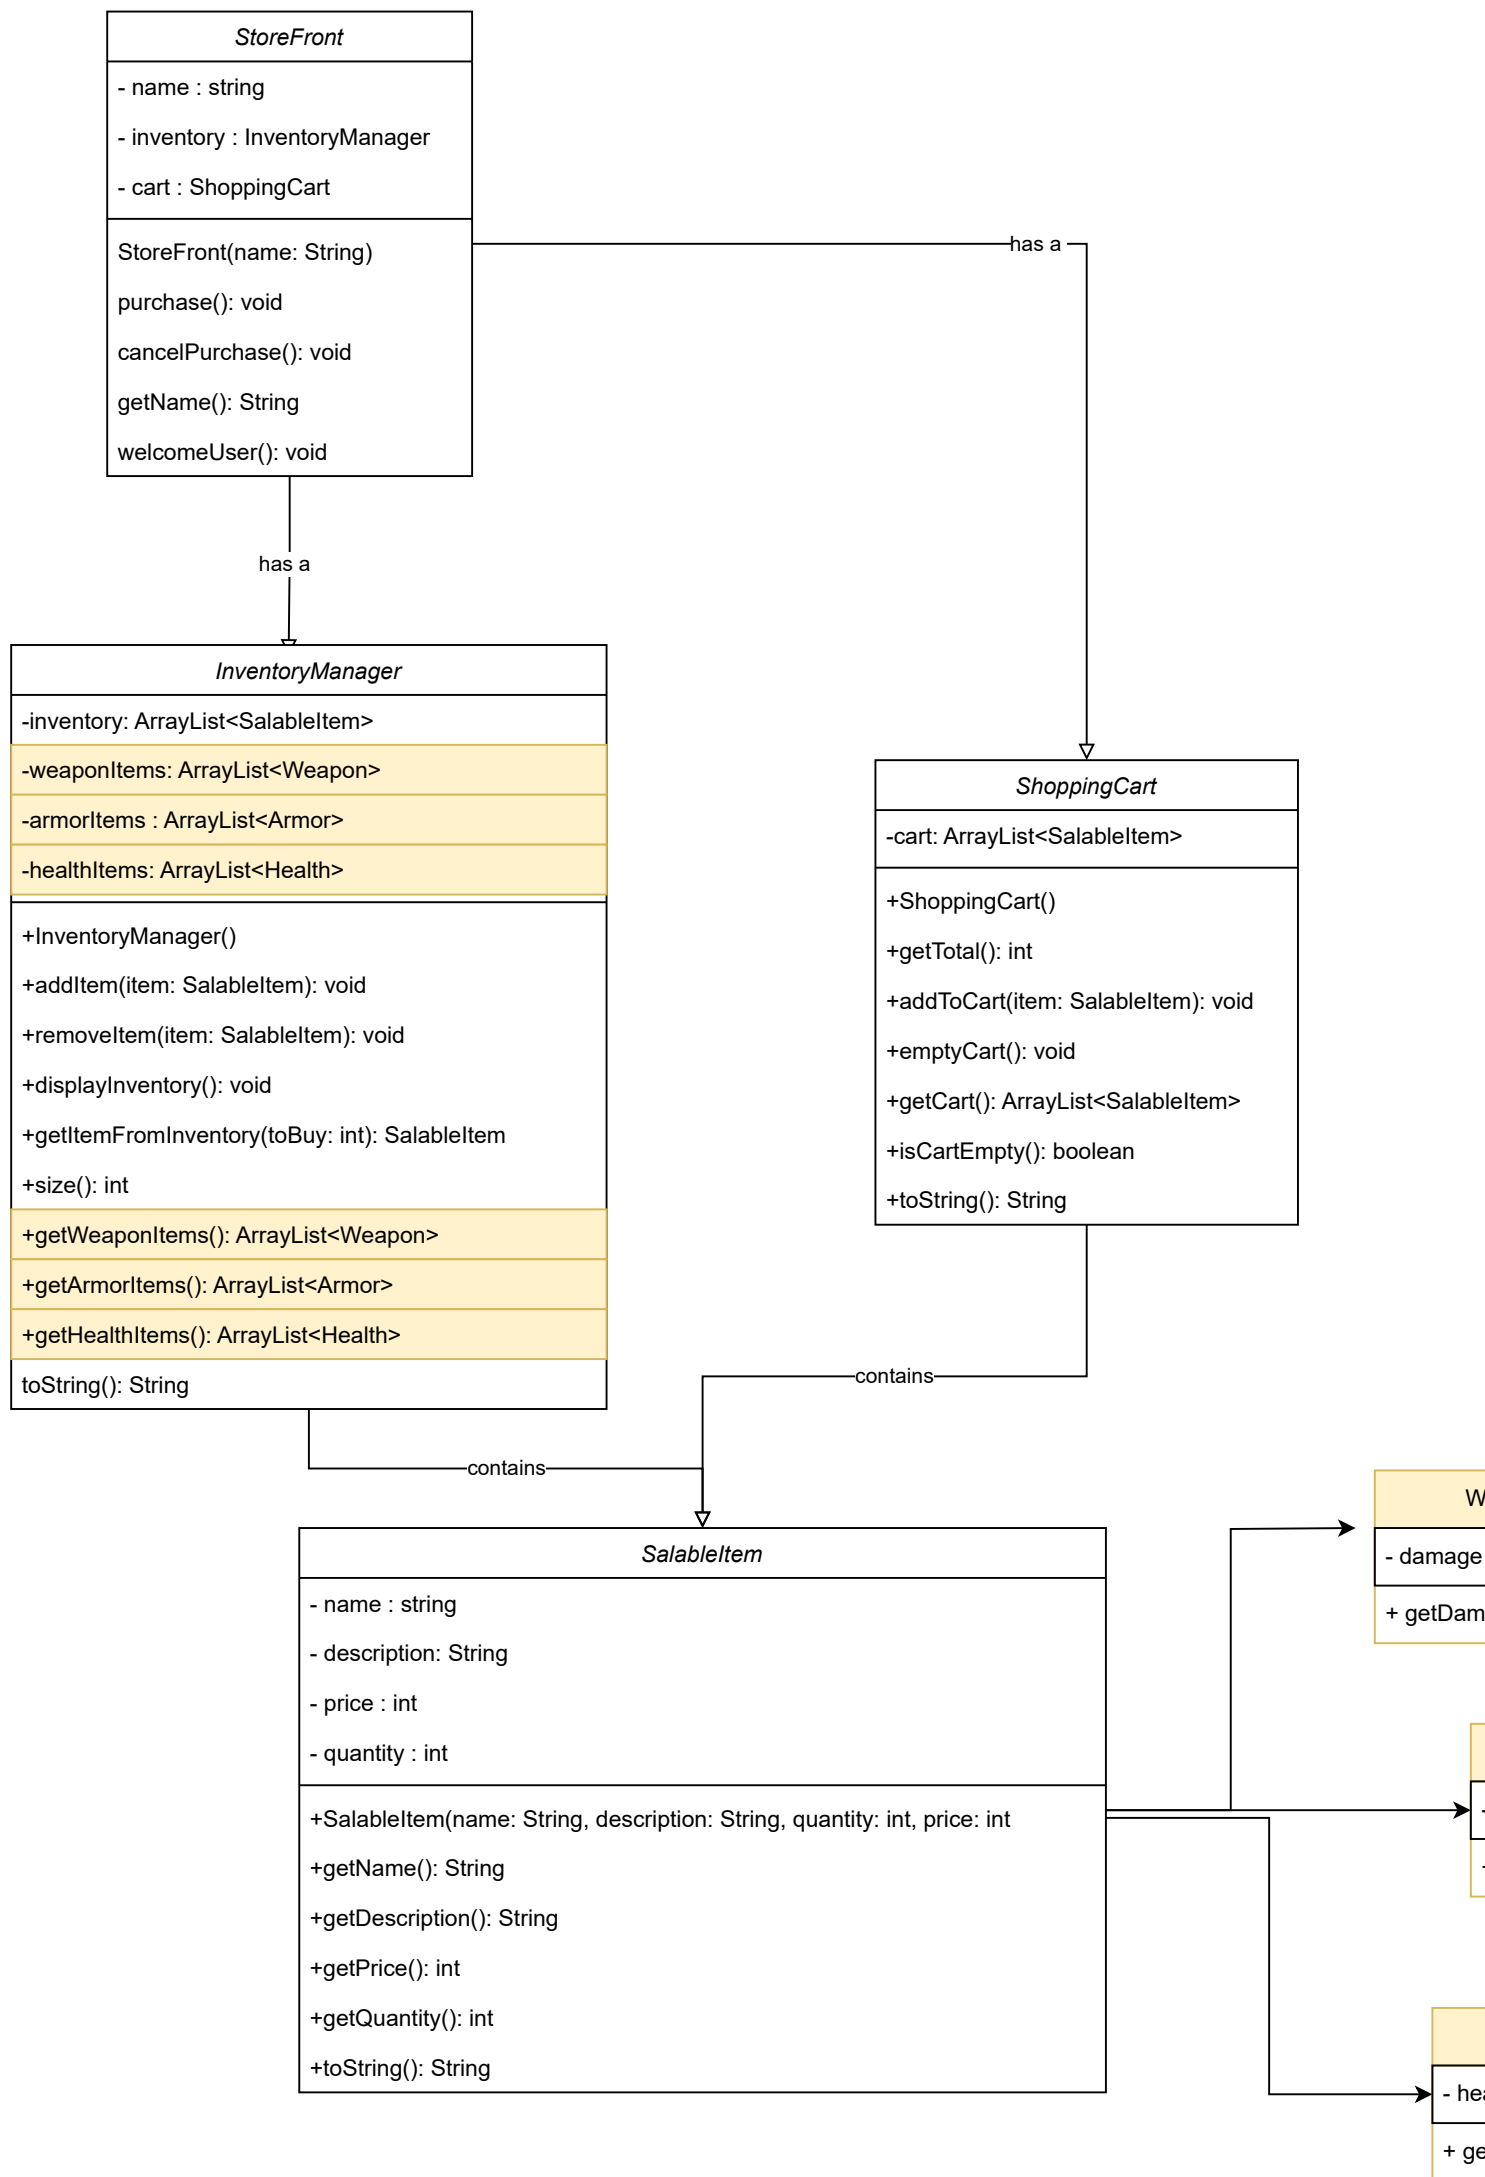 StoreFront
- name : string
- inventory : InventoryManager
- cart : ShoppingCart
StoreFront(name: String)
purchase(): void
cancelPurchase(): void
getName(): String
welcomeUser(): void
has a
has a
InventoryManager
-inventory: ArrayList<SalableItem>
-weaponItems: ArrayList<Weapon>
-armorItems : ArrayList<Armor>
-healthItems: ArrayList<Health>
+InventoryManager()
+addItem(item: SalableItem): void
+removeItem(item: SalableItem): void
+displayInventory(): void
+getItemFromInventory(toBuy: int): SalableItem
+size(): int
+getWeaponItems(): ArrayList<Weapon>
+getArmorItems(): ArrayList<Armor>
+getHealthItems(): ArrayList<Health>
toString(): String
ShoppingCart
-cart: ArrayList<SalableItem>
+ShoppingCart()
+getTotal(): int
+addToCart(item: SalableItem): void
+emptyCart(): void
+getCart(): ArrayList<SalableItem>
+isCartEmpty(): boolean
+toString(): String
contains
contains
SalableItem
- name : string
- description: String
- price : int
- quantity : int
+SalableItem(name: String, description: String, quantity: int, price: int
+getName(): String
+getDescription(): String
+getPrice(): int
+getQuantity(): int
+toString(): String
- damage